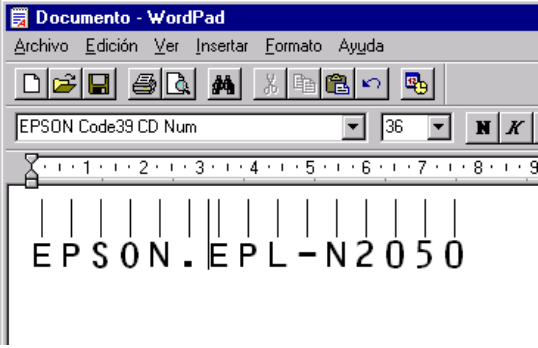 Documento - WordPad
Archivo Edición Ver Insertar Formato Ayuda
EPSON Code39 CD Num 36 N K
1 2 3 4 5 6 7 8 9
EPSON.EPL-N2050